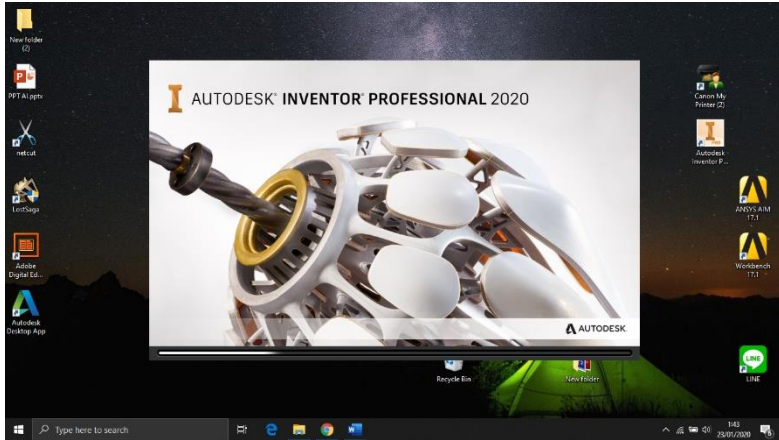 New folder
(2)
PPT AI.pptx
netcut
LostSaga
Adobe
Digital Ed...
Autodesk
Desktop App
AUTODESK® INVENTOR® PROFESSIONAL 2020
AUTODESK
Canon My
Printer (2)
Autodesk
Inventor P...
ANSYS AIM
17.1
Workbench
17.1
LINE
LINE
Recycle Bin
New folder
Type here to search
1:43
23/01/2020